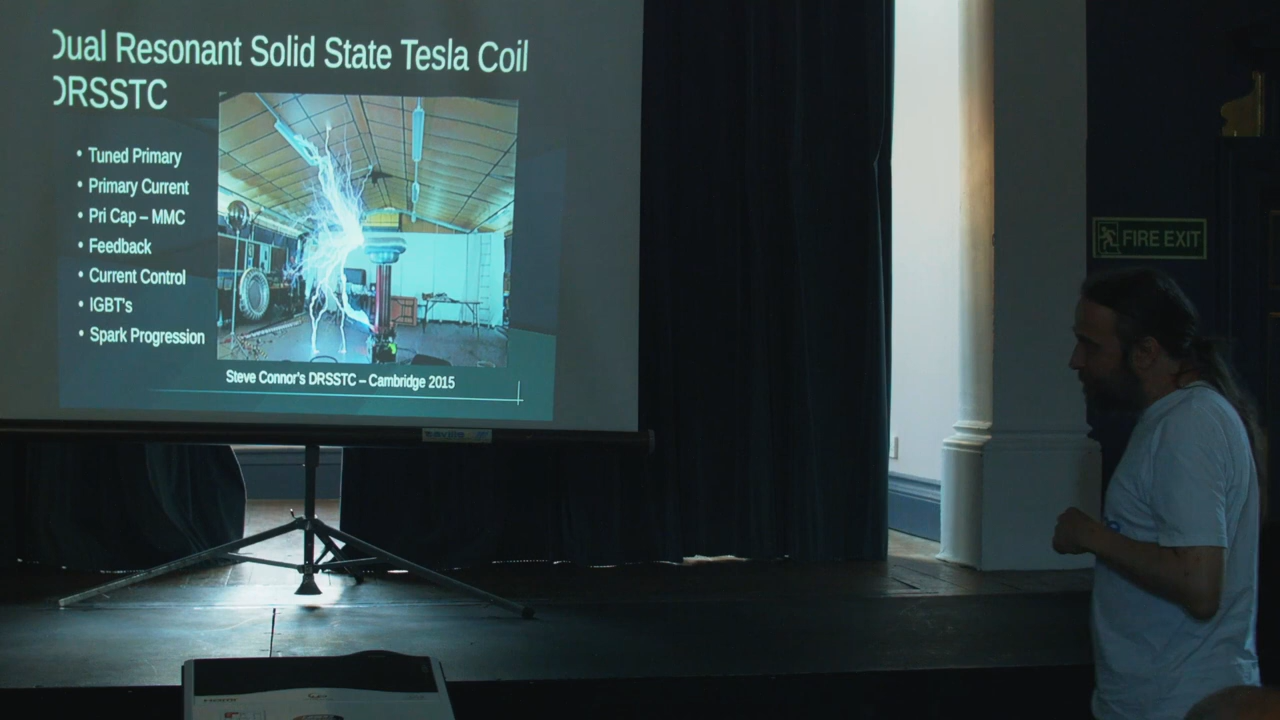 Dual Resonant Solid State Tesla Coil
DRSSTC
• Tuned Primary
• Primary Current
• Pri Cap – MMC
• Feedback
• Current Control
• IGBT's
• Spark Progression
Steve Connor's DRSSTC – Cambridge 2015
FIRE EXIT